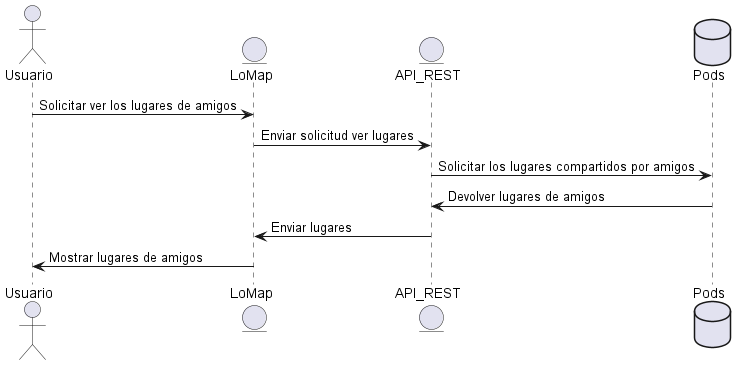 Usuario
LoMap
API_REST
Pods
Solicitar ver los lugares de amigos
Enviar solicitud ver lugares
Solicitar los lugares compartidos por amigos
Devolver lugares de amigos
Enviar lugares
Mostrar lugares de amigos
Usuario
LoMap
API_REST
Pods